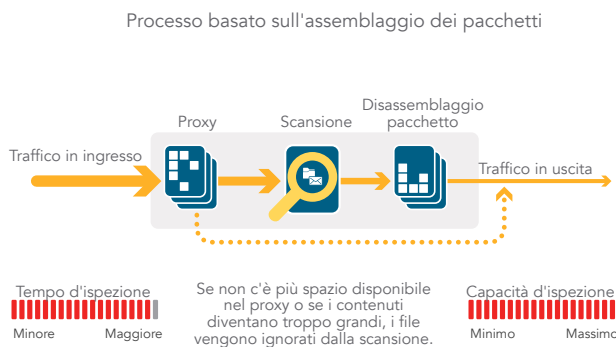 Processo basato sull'assemblaggio dei pacchetti
Proxy
Scansione
Disassemblaggio
pacchetto
Traffico in ingresso
Traffico in uscita
Tempo d'ispezione
Minore
Maggiore
Se non c'è più spazio disponibile
nel proxy o se i contenuti
diventano troppo grandi, i file
vengono ignorati dalla scansione.
Capacità d'ispezione
Minimo
Massimo